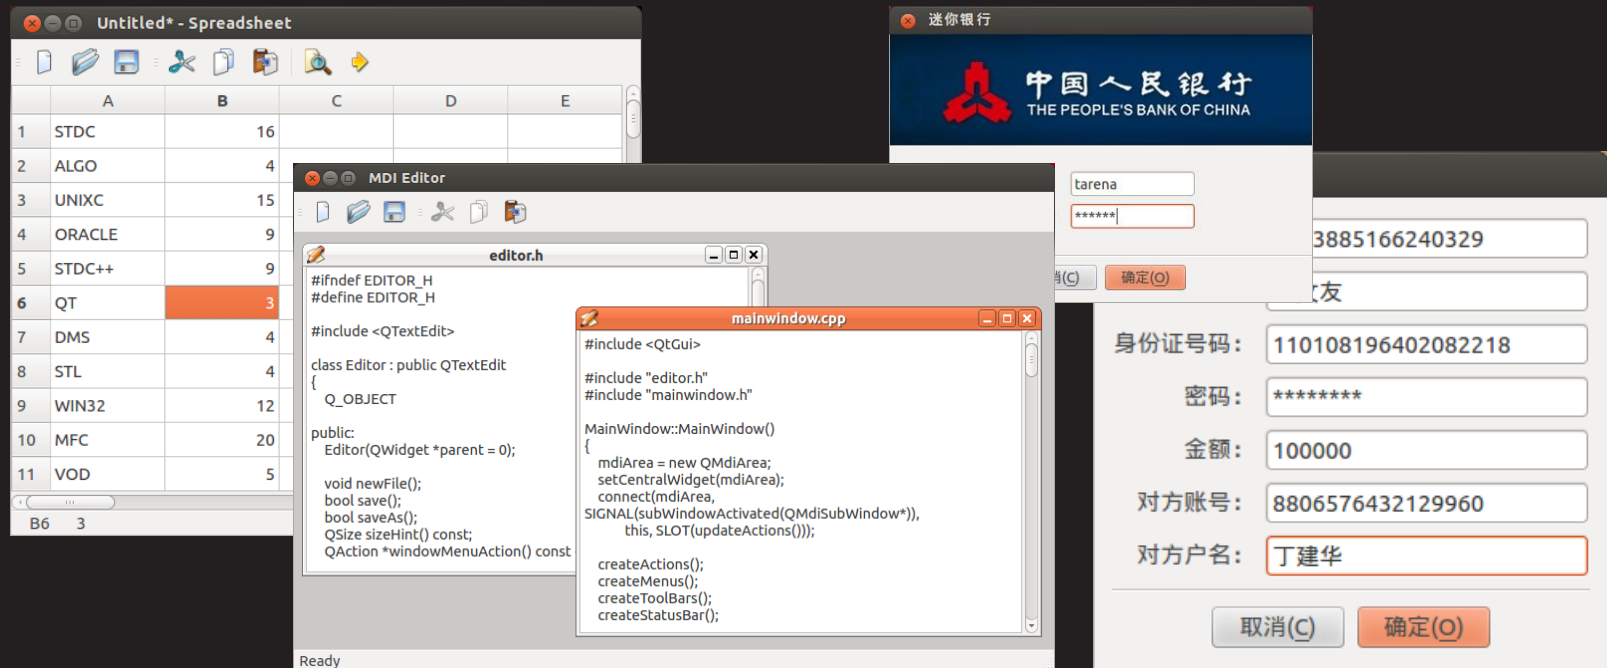 Untitled* - Spreadsheet
A B C D E
1 STDC 16
2 ALGO 4
3 UNIXC 15
4 ORACLE 9
5 STDC++ 9
6 QT 3
7 DMS 4
8 STL 4
9 WIN32 12
10 MFC 20
11 VOD 5
B6 3
MDI Editor
editor.h
#ifndef EDITOR_H
#define EDITOR_H
#include <QTextEdit>
class Editor : public QTextEdit
{
Q_OBJECT
public:
Editor(QWidget *parent = 0);
void newFile();
bool save();
bool saveAs();
QSize sizeHint() const;
QAction *windowMenuAction() const
mainwindow.cpp
#include <QtGui>
#include "editor.h"
#include "mainwindow.h"
MainWindow::MainWindow()
{
mdiArea = new QMdiArea;
setCentralWidget(mdiArea);
connect(mdiArea,
SIGNAL(subWindowActivated(QMdiSubWindow*)),
this, SLOT(updateActions()));
createActions();
createMenus();
createToolBars();
createStatusBar();
Ready
迷你银行
中国人民银行
THE PEOPLE'S BANK OF CHINA
tarena
******
(C) 确定(O)
3885166240329
友
身份证号码： 110108196402082218
密码： ********
金额： 100000
对方账号： 8806576432129960
对方户名： 丁建华
取消(C) 确定(O)